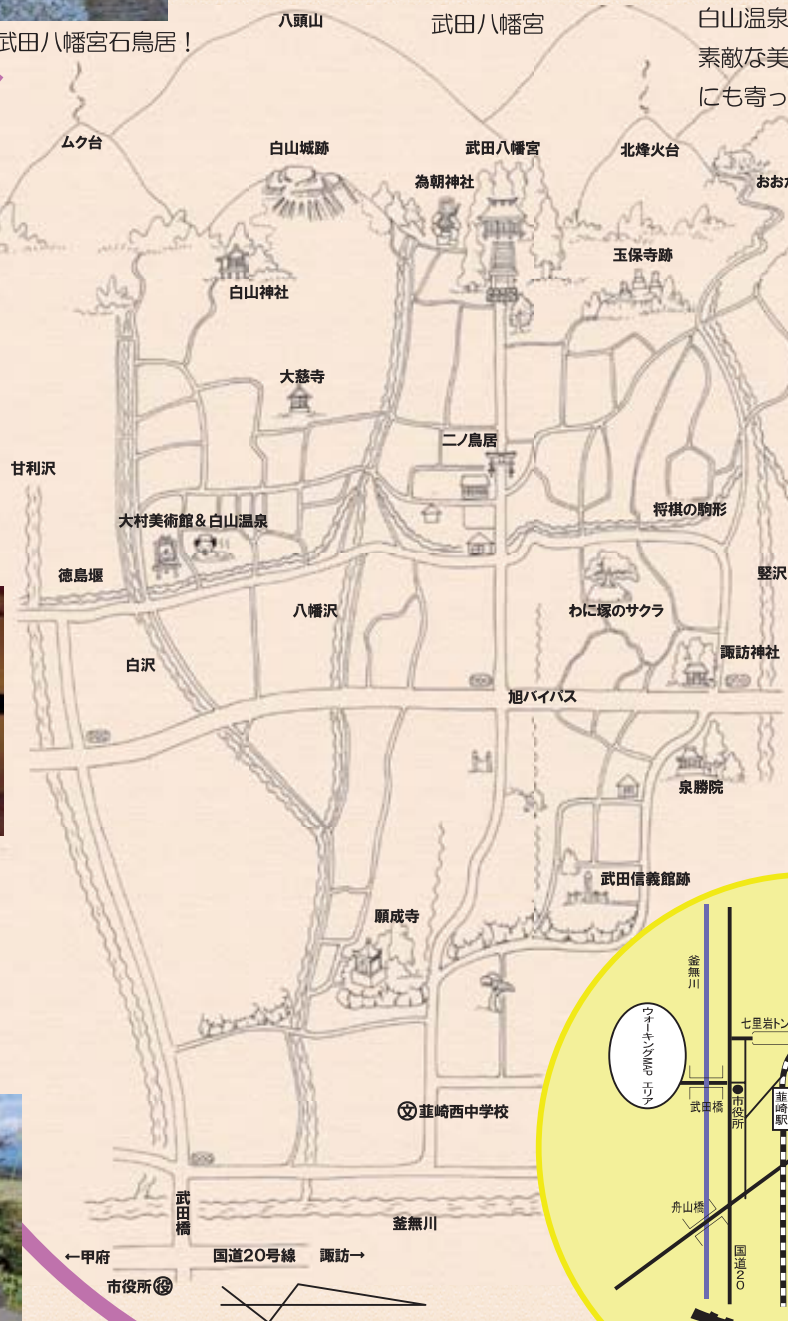 八頭山
武田八幡宮
白山温泉
武田八幡宮石鳥居！
素敵な美
にも寄っ
ムク台
白山城跡
武田八幡宮
北烽火台
為朝神社
おおか
玉保寺跡
白山神社
大慈寺
二ノ鳥居
甘利沢
大村美術館＆白山温泉
将棋の駒形
徳島堰
竪沢
八幡沢
わに塚のサクラ
白沢
諏訪神社
旭バイパス
泉勝院
武田信義館跡
願成寺
釜無川
ウォーキングMAP エリア
七里岩トン
武田橋
市役所
韮崎駅
文 韮崎西中学校
舟山橋
国道20
武田橋
釜無川
←甲府
国道20号線
諏訪→
市役所 役